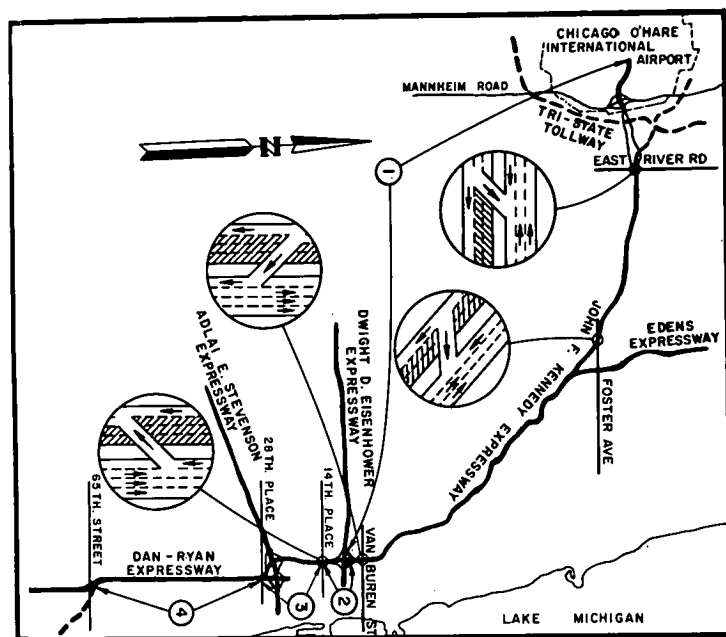 CHICAGO O'HARE
INTERNATIONAL
AIRPORT
MANNHEIM ROAD
TRI-STATE
TOLLWAY
N
EAST RIVER RD
1
JOHN F. KENNEDY EXPRESSWAY
EDENS
EXPRESSWAY
FOSTER AVE
DWIGHT D. EISENHOWER
EXPRESSWAY
ADLAI E. STEVENSON
EXPRESSWAY
28TH. PLACE
14TH. PLACE
VAN BUREN ST
65TH. STREET
DAN-RYAN
EXPRESSWAY
4
3
2
LAKE MICHIGAN